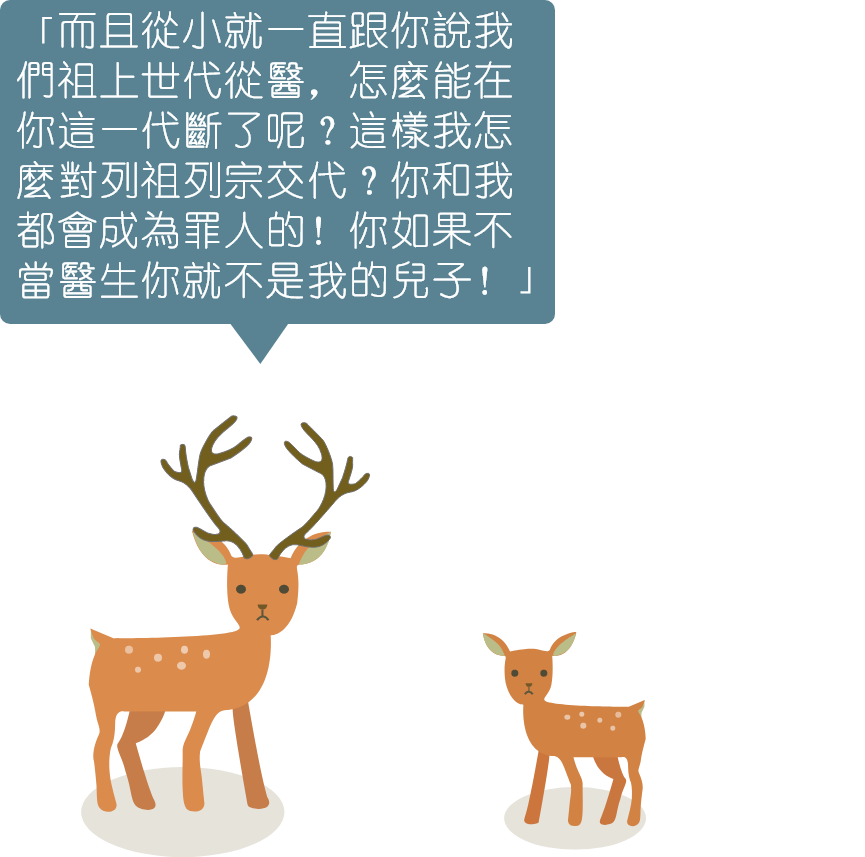 「而且從小就一直跟你說我
們祖上世代從醫，怎麼能在
你這一代斷了呢？這樣我怎
麼對列祖列宗交代？你和我
都會成為罪人的！你如果不
當醫生你就不是我的兒子！」